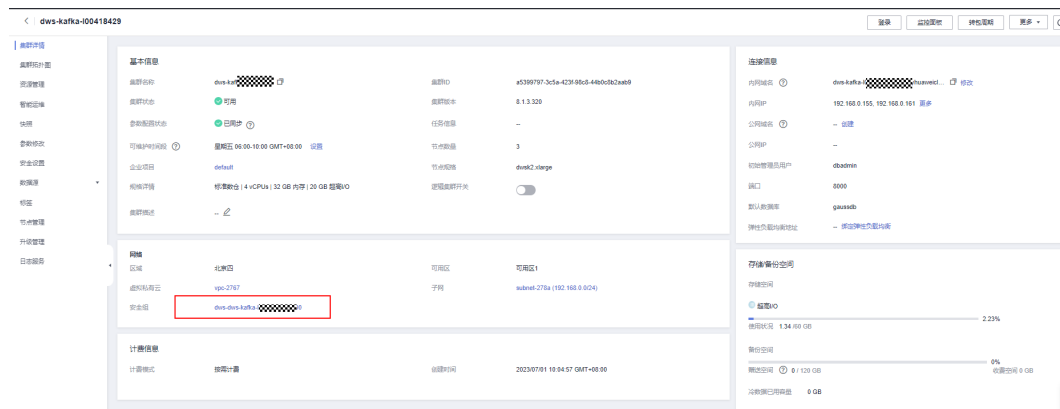 dws-kafka-l00418429
登录 监控面板 转包周期 更多
集群详情
集群拓扑图
资源管理
智能运维
快照
参数修改
安全设置
数据源
标签
节点管理
升级管理
日志服务
基本信息
集群名称 dws-kaf
集群ID a5399797-3c5a-423f-98c8-44b0c8b2aab9
集群状态 可用
集群版本 8.1.3.320
参数配置状态 已同步
任务信息 --
可维护时间段 星期五 06:00-10:00 GMT+08:00 设置
节点数量 3
企业项目 default
节点规格 dwsk2.xlarge
规格详情 标准数仓 | 4 vCPUs | 32 GB 内存 | 20 GB 超高I/O
逻辑集群开关
集群描述 --
网络
区域 北京四
可用区 可用区1
虚拟私有云 vpc-2767
子网 subnet-278a (192.168.0.0/24)
安全组 dws-dws-kafka-
计费信息
计费模式 按需计费
创建时间 2023/07/01 10:04:57 GMT+08:00
连接信息
内网域名 dws-kafka- huaweicl... 修改
内网IP 192.168.0.155, 192.168.0.161 更多
公网域名 -- 创建
公网IP --
初始管理员用户 dbadmin
端口 8000
默认数据库 gaussdb
弹性负载均衡地址 -- 绑定弹性负载均衡
存储/备份空间
存储空间
超高I/O
2.23%
使用状况 1.34 /60 GB
备份空间
0%
赠送空间 0 / 120 GB 收费空间 0 GB
冷数据已用容量 0 GB